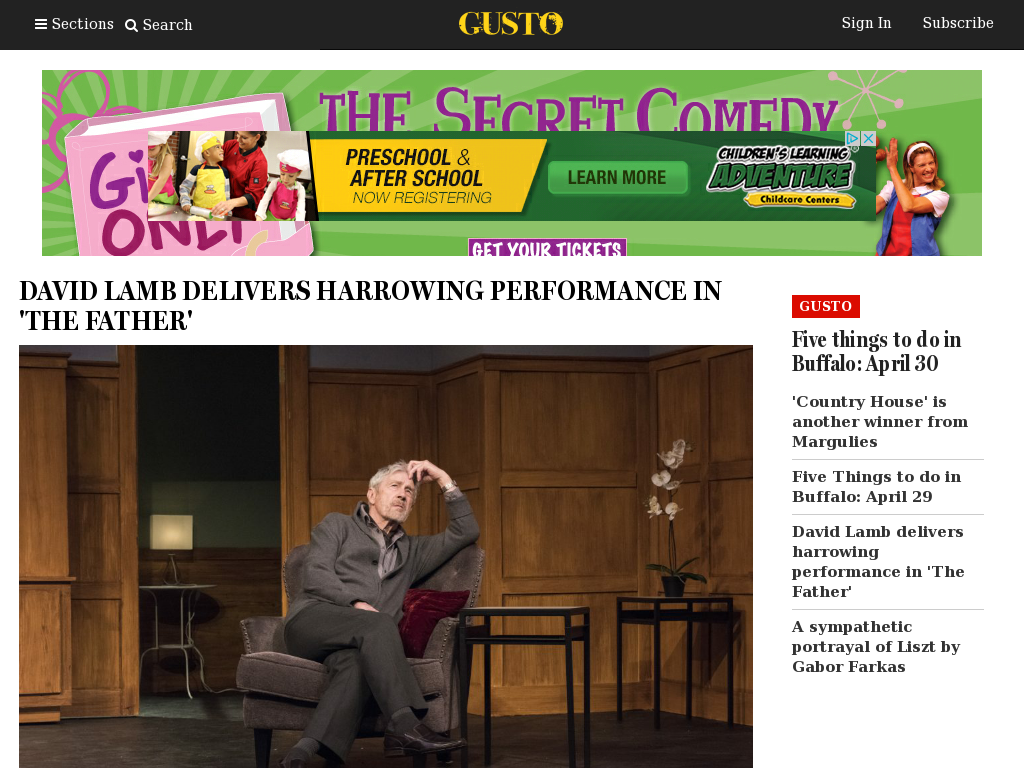 Sections
Search
GUSTO
Sign In
Subscribe
THE SECRET COMEDY
PRESCHOOL &
AFTER SCHOOL
NOW REGISTERING
LEARN MORE
CHILDREN'S LEARNING
ADVENTURE
Childcare Centers
GET YOUR TICKETS
DAVID LAMB DELIVERS HARROWING PERFORMANCE IN
'THE FATHER'
GUSTO
Five things to do in
Buffalo: April 30
'Country House' is
another winner from
Margulies
Five Things to do in
Buffalo: April 29
David Lamb delivers
harrowing
performance in 'The
Father'
A sympathetic
portrayal of Liszt by
Gabor Farkas